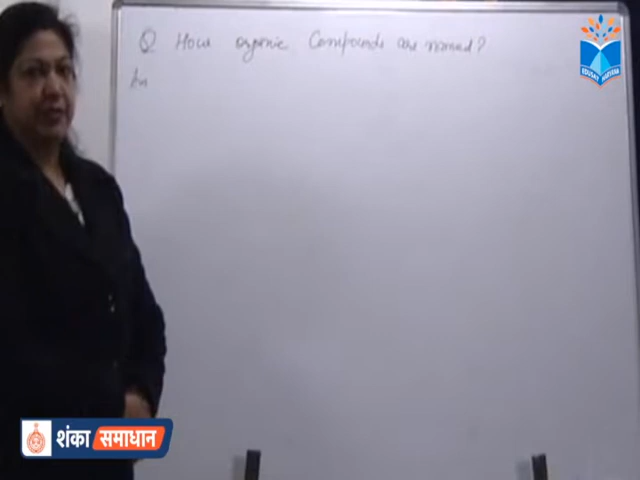 Q How organic Compounds are named?
An
EDUSAT HARYANA
शंका समाधान